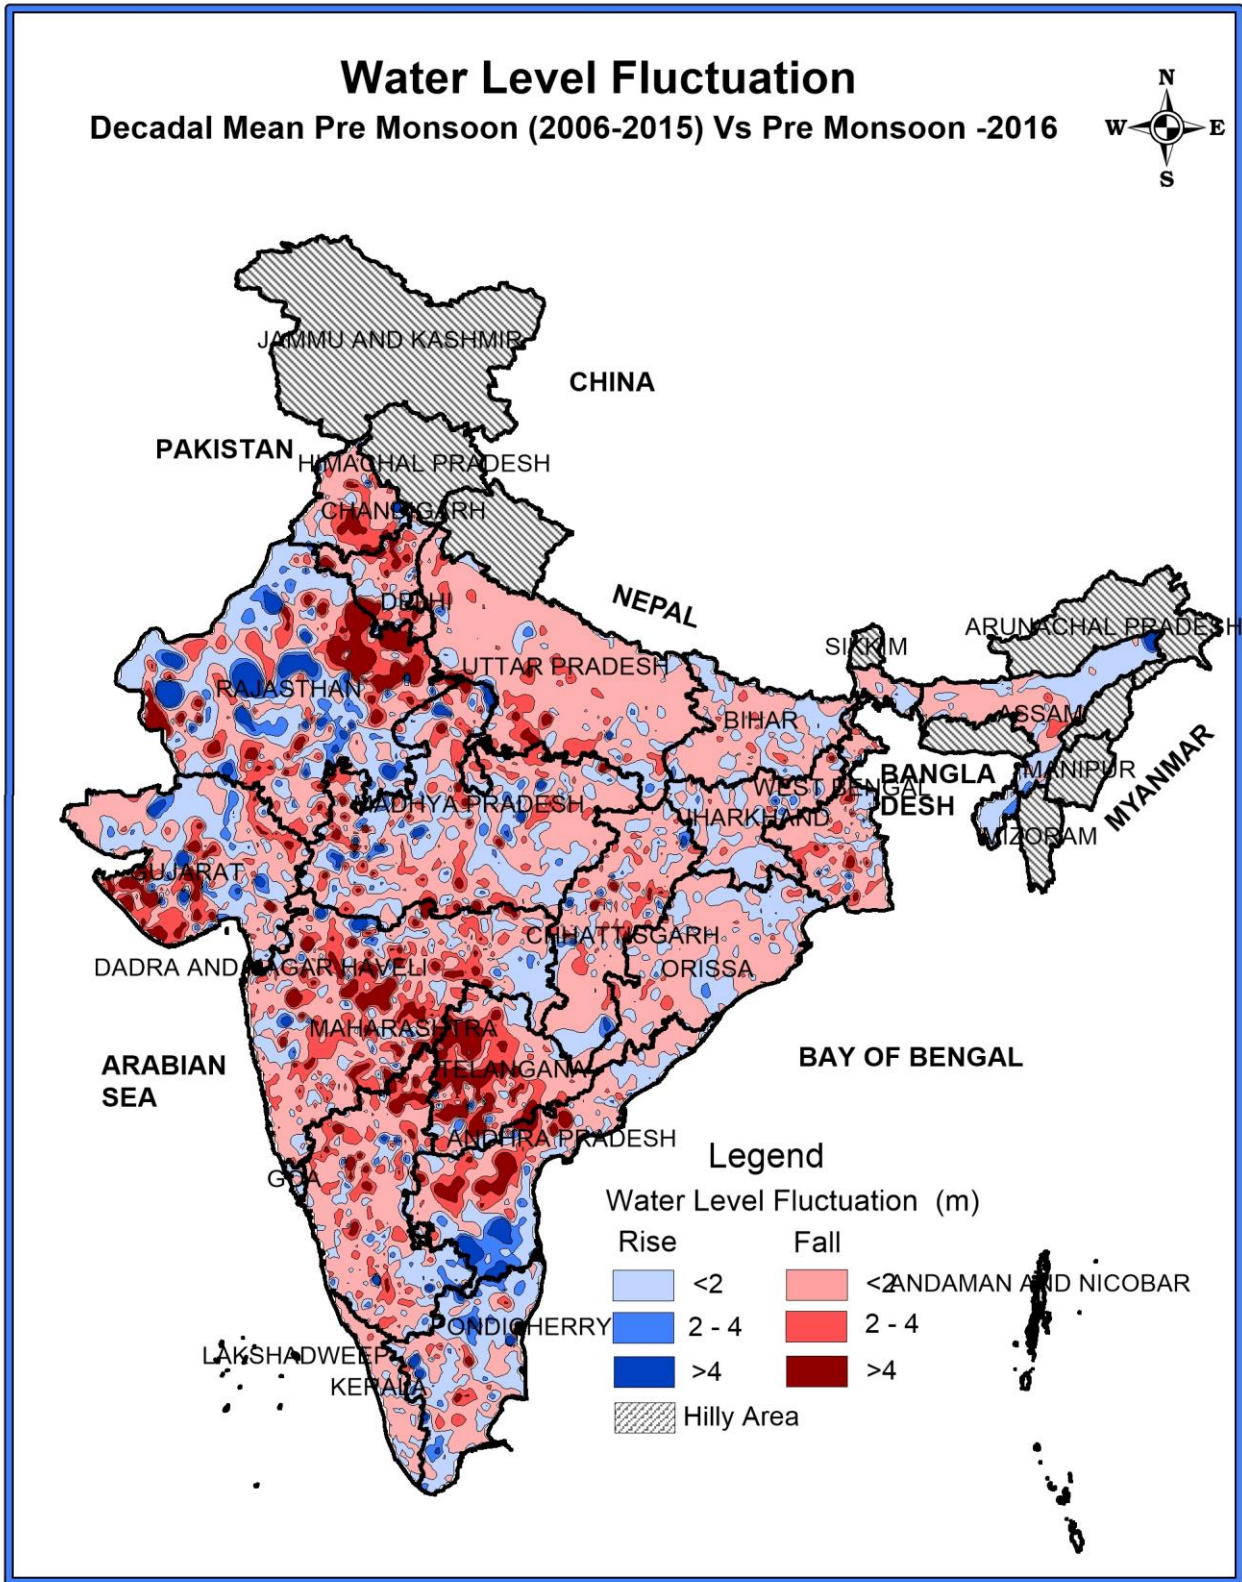 Water Level Fluctuation
Decadal Mean Pre Monsoon (2006-2015) Vs Pre Monsoon -2016
N
W E
S
JAMMU AND KASHMIR
CHINA
PAKISTAN
HIMACHAL PRADESH
CHANDIGARH
NEPAL
DELHI
ARUNACHAL PRADESH
SIKKIM
UTTAR PRADESH
RAJASTHAN
BIHAR
ASSAM
MANIPUR
BANGLA
DESH
WEST BENGAL
MYANMAR
MADHYA PRADESH
JHARKHAND
MIZORAM
GUJARAT
CHHATTISGARH
DADRA AND NAGAR HAVELI
ORISSA
MAHARASHTRA
ARABIAN
SEA
BAY OF BENGAL
TELANGANA
ANDHRA PRADESH
GOA
Legend
Water Level Fluctuation (m)
Rise Fall
<2 <2
ANDAMAN AND NICOBAR
2 - 4 2 - 4
PONDICHERRY
LAKSHADWEEP
>4 >4
KERALA
Hilly Area